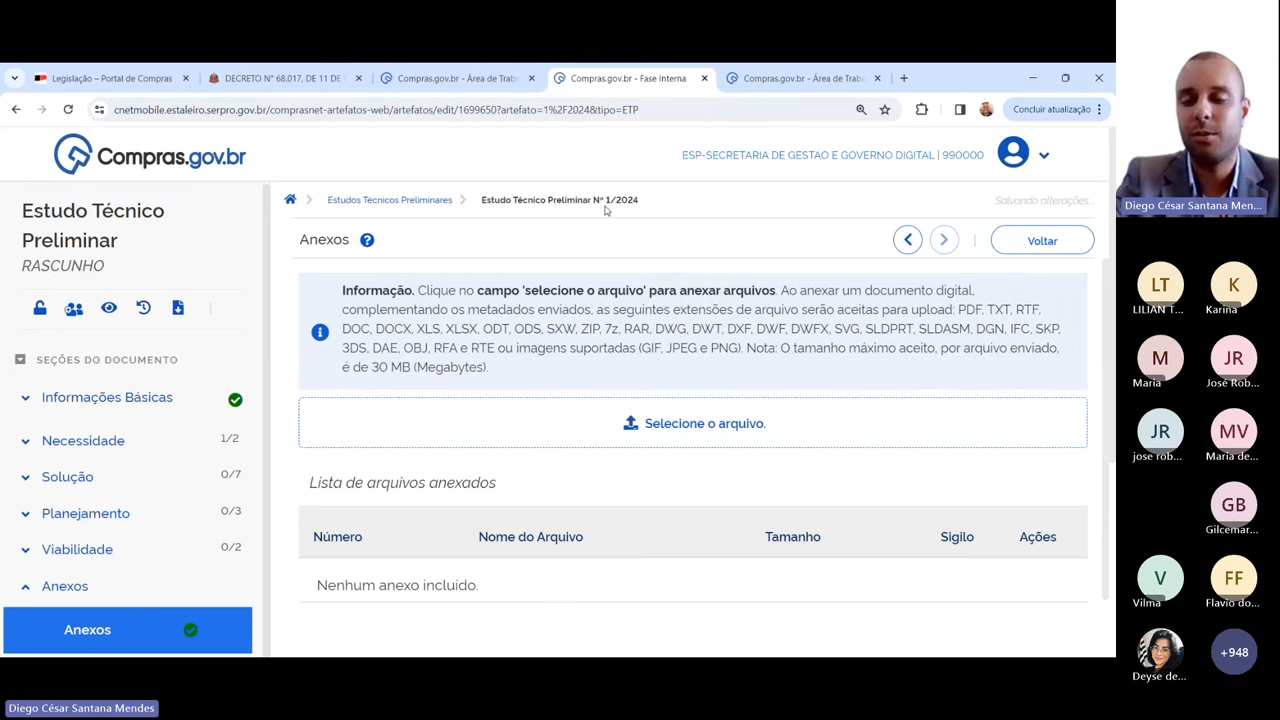 Legislação – Portal de Compras
DECRETO N° 68.017, DE 11 DE
Compras.gov.br - Área de Trab
Compras.gov.br - Fase Interna
Compras.gov.br - Área de Trab
cnetmobile.estaleiro.serpro.gov.br/comprasnet-artefatos-web/artefatos/edit/1699650?artefato=1%2F2024&tipo=ETP
Concluir atualização
Compras.gov.br
ESP-SECRETARIA DE GESTAO E GOVERNO DIGITAL | 990000
Diego César Santana Men...
Estudo Técnico
Preliminar
RASCUNHO
SEÇÕES DO DOCUMENTO
Informações Básicas
Necessidade 1/2
Solução 0/7
Planejamento 0/3
Viabilidade 0/2
Anexos
Anexos
Estudos Técnicos Preliminares
Estudo Técnico Preliminar Nº 1/2024
Salvando alterações...
Anexos
Voltar
Informação. Clique no campo 'selecione o arquivo' para anexar arquivos. Ao anexar um documento digital,
complementando os metadados enviados, as seguintes extensões de arquivo serão aceitas para upload: PDF, TXT, RTF,
DOC, DOCX, XLS, XLSX, ODT, ODS, SXW, ZIP, 7z, RAR, DWG, DWT, DXF, DWF, DWFX, SVG, SLDPRT, SLDASM, DGN, IFC, SKP,
3DS, DAE, OBJ, RFA e RTE ou imagens suportadas (GIF, JPEG e PNG). Nota: O tamanho máximo aceito, por arquivo enviado,
é de 30 MB (Megabytes).
Selecione o arquivo.
Lista de arquivos anexados
Número Nome do Arquivo Tamanho Sigilo Ações
Nenhum anexo incluído.
LT K
LILIAN T... Karina
M JR
Maria José Rob...
JR MV
jose rob... Maria de...
GB
Gilcemar...
V FF
Vilma Flavio do...
+948
Deyse de...
Diego César Santana Mendes